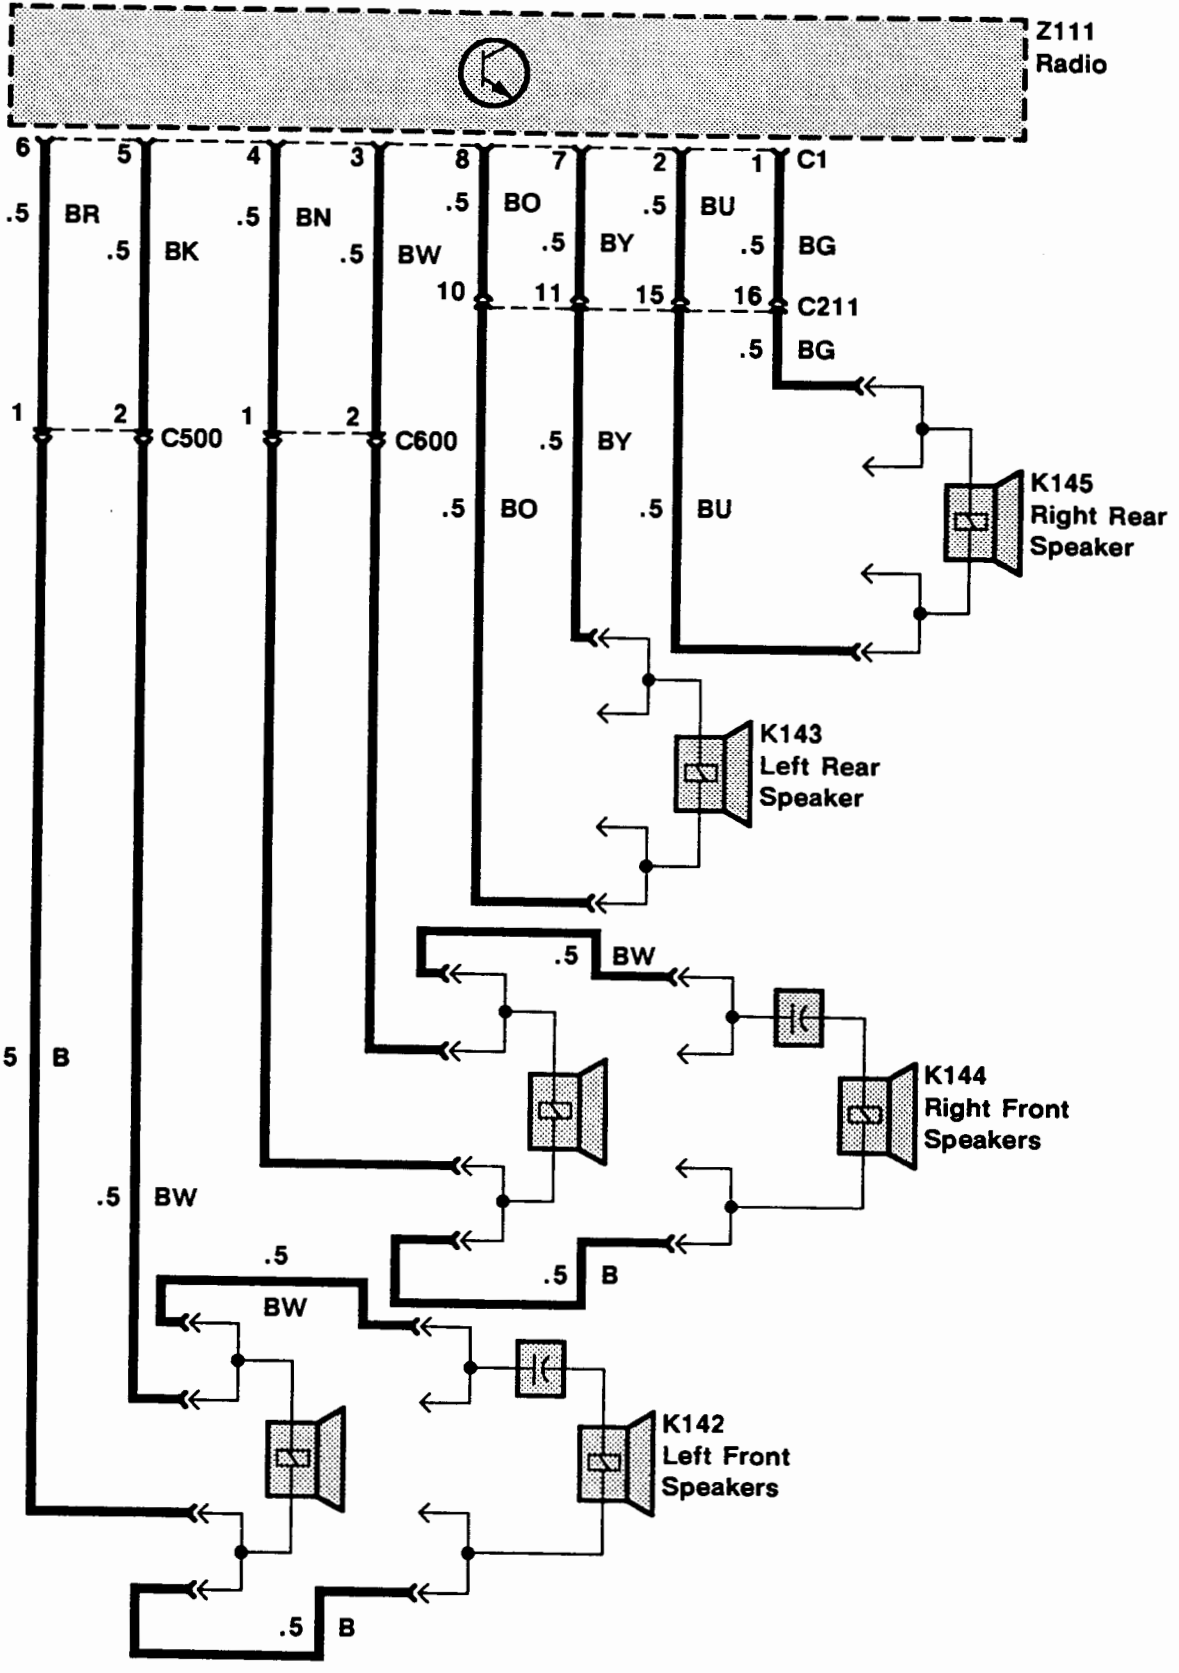 Z111
Radio
6 5 4 3 8 7 2 1 C1
.5 BR
.5 BK
.5 BN
.5 BW
.5 BO
.5 BY
.5 BU
.5 BG
10 11 15 16 C211
.5 BG
1 2 C500
1 2 C600
.5 BY
.5 BO
.5 BU
K145
Right Rear
Speaker
K143
Left Rear
Speaker
.5 BW
5 B
K144
Right Front
Speakers
.5 BW
.5
BW
.5 B
K142
Left Front
Speakers
.5 B